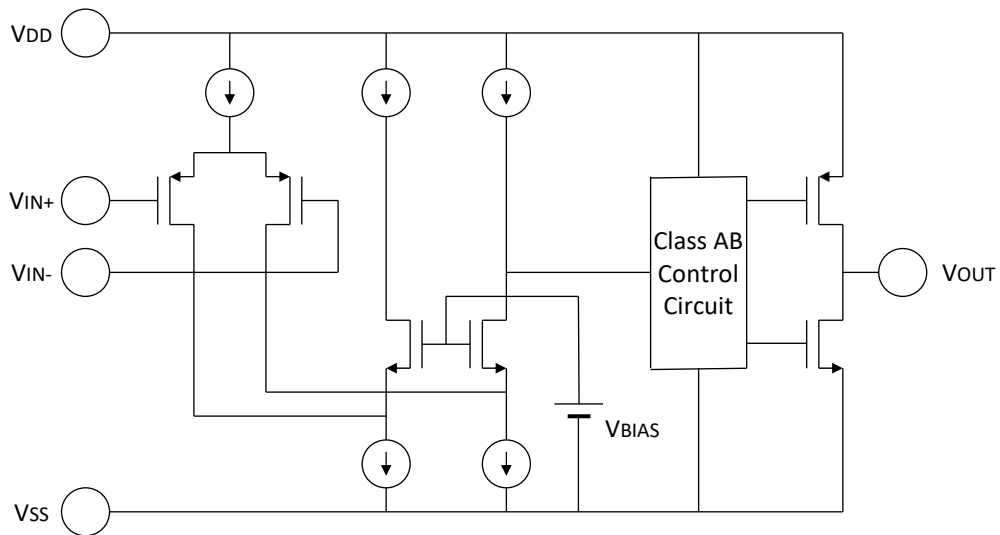 VDD
VIN+
VIN-
Class AB
Control
Circuit
VOUT
VBIAS
VSS